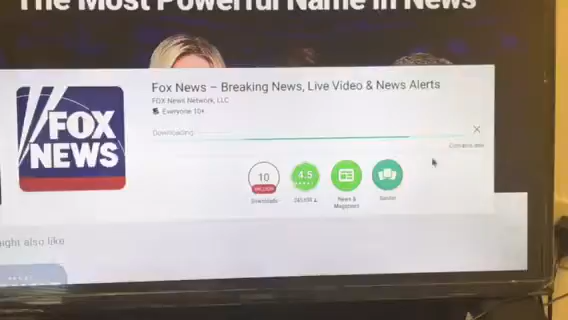 The Most Powerful Name in News
Fox News – Breaking News, Live Video & News Alerts
FOX News Network, LLC
Everyone 10+
Downloading
FOX
NEWS
10
MILLION
Downloads
4.5
News &
Magazines
Similar
ight also like